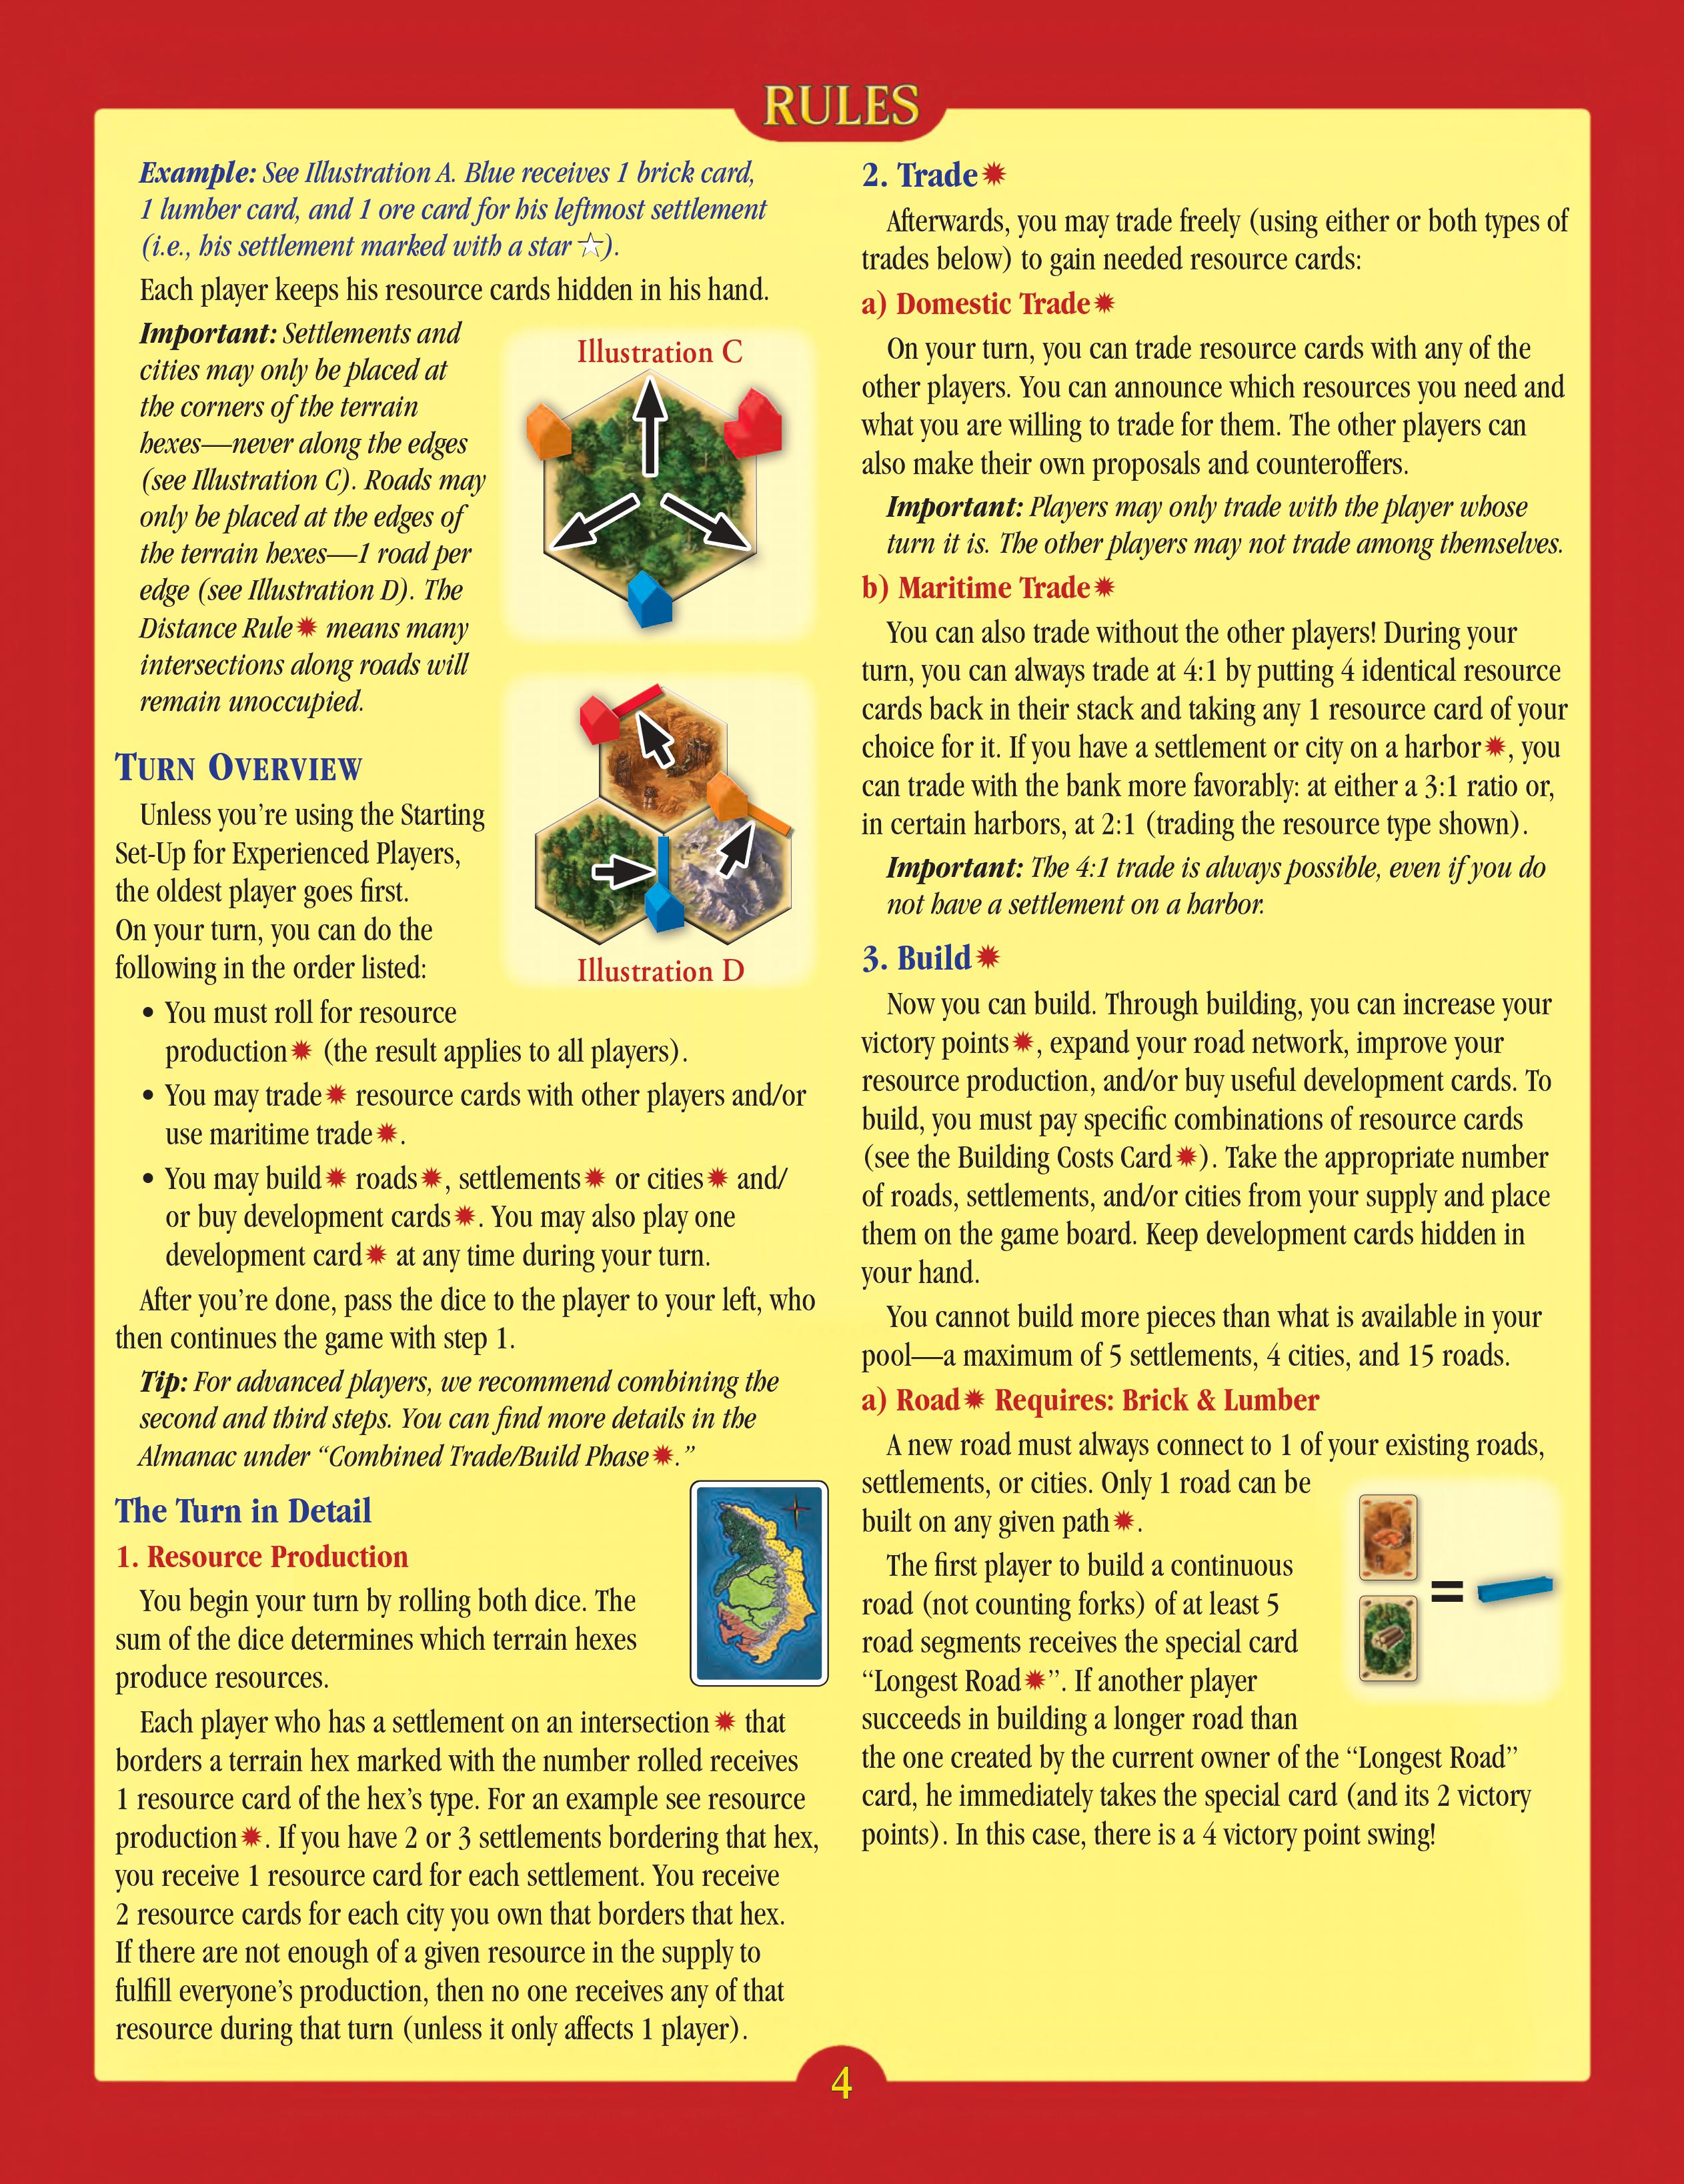 RULES
Example: See Illustration A. Blue receives 1 brick card,
1 lumber card, and 1 ore card for his leftmost settlement
(i.e., his settlement marked with a star ☆).
Each player keeps his resource cards hidden in his hand.
Important: Settlements and
cities may only be placed at
the corners of the terrain
hexes—never along the edges
(see Illustration C). Roads may
only be placed at the edges of
the terrain hexes—1 road per
edge (see Illustration D). The
Distance Rule✹ means many
intersections along roads will
remain unoccupied.
Illustration C
Illustration D
TURN OVERVIEW
Unless you’re using the Starting
Set-Up for Experienced Players,
the oldest player goes first.
On your turn, you can do the
following in the order listed:
• You must roll for resource
production✹ (the result applies to all players).
• You may trade✹ resource cards with other players and/or
use maritime trade✹.
• You may build✹ roads✹, settlements✹ or cities✹ and/
or buy development cards✹. You may also play one
development card✹ at any time during your turn.
After you’re done, pass the dice to the player to your left, who
then continues the game with step 1.
Tip: For advanced players, we recommend combining the
second and third steps. You can find more details in the
Almanac under “Combined Trade/Build Phase✹.”
The Turn in Detail
1. Resource Production
You begin your turn by rolling both dice. The
sum of the dice determines which terrain hexes
produce resources.
Each player who has a settlement on an intersection✹ that
borders a terrain hex marked with the number rolled receives
1 resource card of the hex’s type. For an example see resource
production✹. If you have 2 or 3 settlements bordering that hex,
you receive 1 resource card for each settlement. You receive
2 resource cards for each city you own that borders that hex.
If there are not enough of a given resource in the supply to
fulfill everyone’s production, then no one receives any of that
resource during that turn (unless it only affects 1 player).
2. Trade✹
Afterwards, you may trade freely (using either or both types of
trades below) to gain needed resource cards:
a) Domestic Trade✹
On your turn, you can trade resource cards with any of the
other players. You can announce which resources you need and
what you are willing to trade for them. The other players can
also make their own proposals and counteroffers.
Important: Players may only trade with the player whose
turn it is. The other players may not trade among themselves.
b) Maritime Trade✹
You can also trade without the other players! During your
turn, you can always trade at 4:1 by putting 4 identical resource
cards back in their stack and taking any 1 resource card of your
choice for it. If you have a settlement or city on a harbor✹, you
can trade with the bank more favorably: at either a 3:1 ratio or,
in certain harbors, at 2:1 (trading the resource type shown).
Important: The 4:1 trade is always possible, even if you do
not have a settlement on a harbor.
3. Build✹
Now you can build. Through building, you can increase your
victory points✹, expand your road network, improve your
resource production, and/or buy useful development cards. To
build, you must pay specific combinations of resource cards
(see the Building Costs Card✹). Take the appropriate number
of roads, settlements, and/or cities from your supply and place
them on the game board. Keep development cards hidden in
your hand.
You cannot build more pieces than what is available in your
pool—a maximum of 5 settlements, 4 cities, and 15 roads.
a) Road✹ Requires: Brick & Lumber
A new road must always connect to 1 of your existing roads,
settlements, or cities. Only 1 road can be
built on any given path✹.
The first player to build a continuous
road (not counting forks) of at least 5
road segments receives the special card
“Longest Road✹”. If another player
succeeds in building a longer road than
the one created by the current owner of the “Longest Road”
card, he immediately takes the special card (and its 2 victory
points). In this case, there is a 4 victory point swing!
=
4